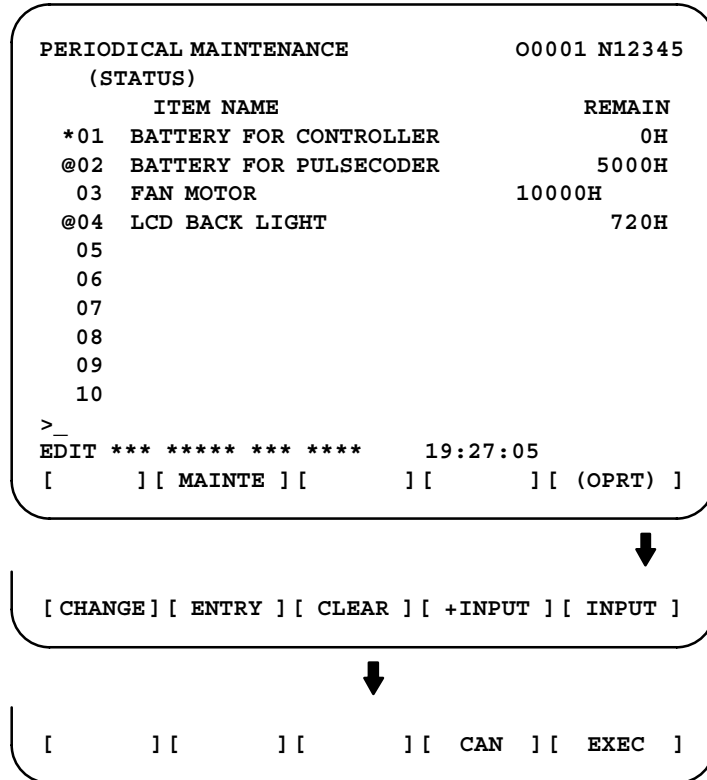 PERIODICAL MAINTENANCE O0001 N12345
(STATUS)
ITEM NAME REMAIN
*01 BATTERY FOR CONTROLLER 0H
@02 BATTERY FOR PULSECODER 5000H
03 FAN MOTOR 10000H
@04 LCD BACK LIGHT 720H
05
06
07
08
09
10
>_
EDIT *** ***** *** **** 19:27:05
[ ] [ MAINTE ] [ ] [ ] [ (OPRT) ]
[ CHANGE ] [ ENTRY ] [ CLEAR ] [ +INPUT ] [ INPUT ]
[ ] [ ] [ ] [ CAN ] [ EXEC ]